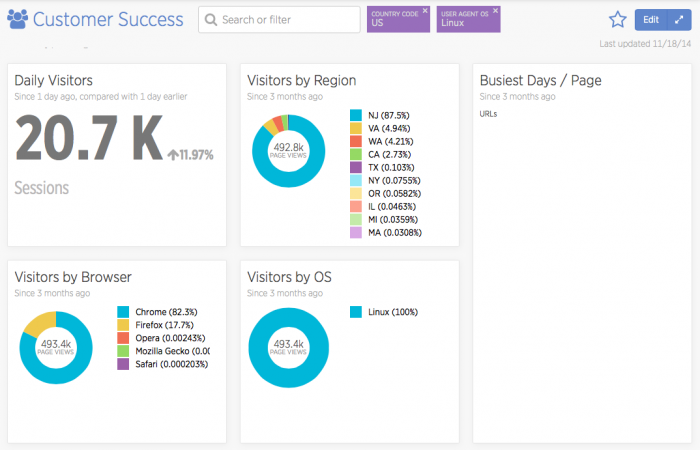 Customer Success
Search or filter
COUNTRY CODE
US
USER AGENT OS
Linux
Edit
Last updated 11/18/14
Daily Visitors
Since 1 day ago, compared with 1 day earlier
20.7 K
11.97%
Sessions
Visitors by Region
Since 3 months ago
492.8k
PAGE VIEWS
NJ (87.5%)
VA (4.94%)
WA (4.21%)
CA (2.73%)
TX (0.103%)
NY (0.0755%)
OR (0.0582%)
IL (0.0463%)
MI (0.0359%)
MA (0.0308%)
Busiest Days / Page
Since 3 months ago
URLs
Visitors by Browser
Since 3 months ago
493.4k
PAGE VIEWS
Chrome (82.3%)
Firefox (17.7%)
Opera (0.00243%)
Mozilla Gecko (0.00
Safari (0.000203%)
Visitors by OS
Since 3 months ago
493.4k
PAGE VIEWS
Linux (100%)